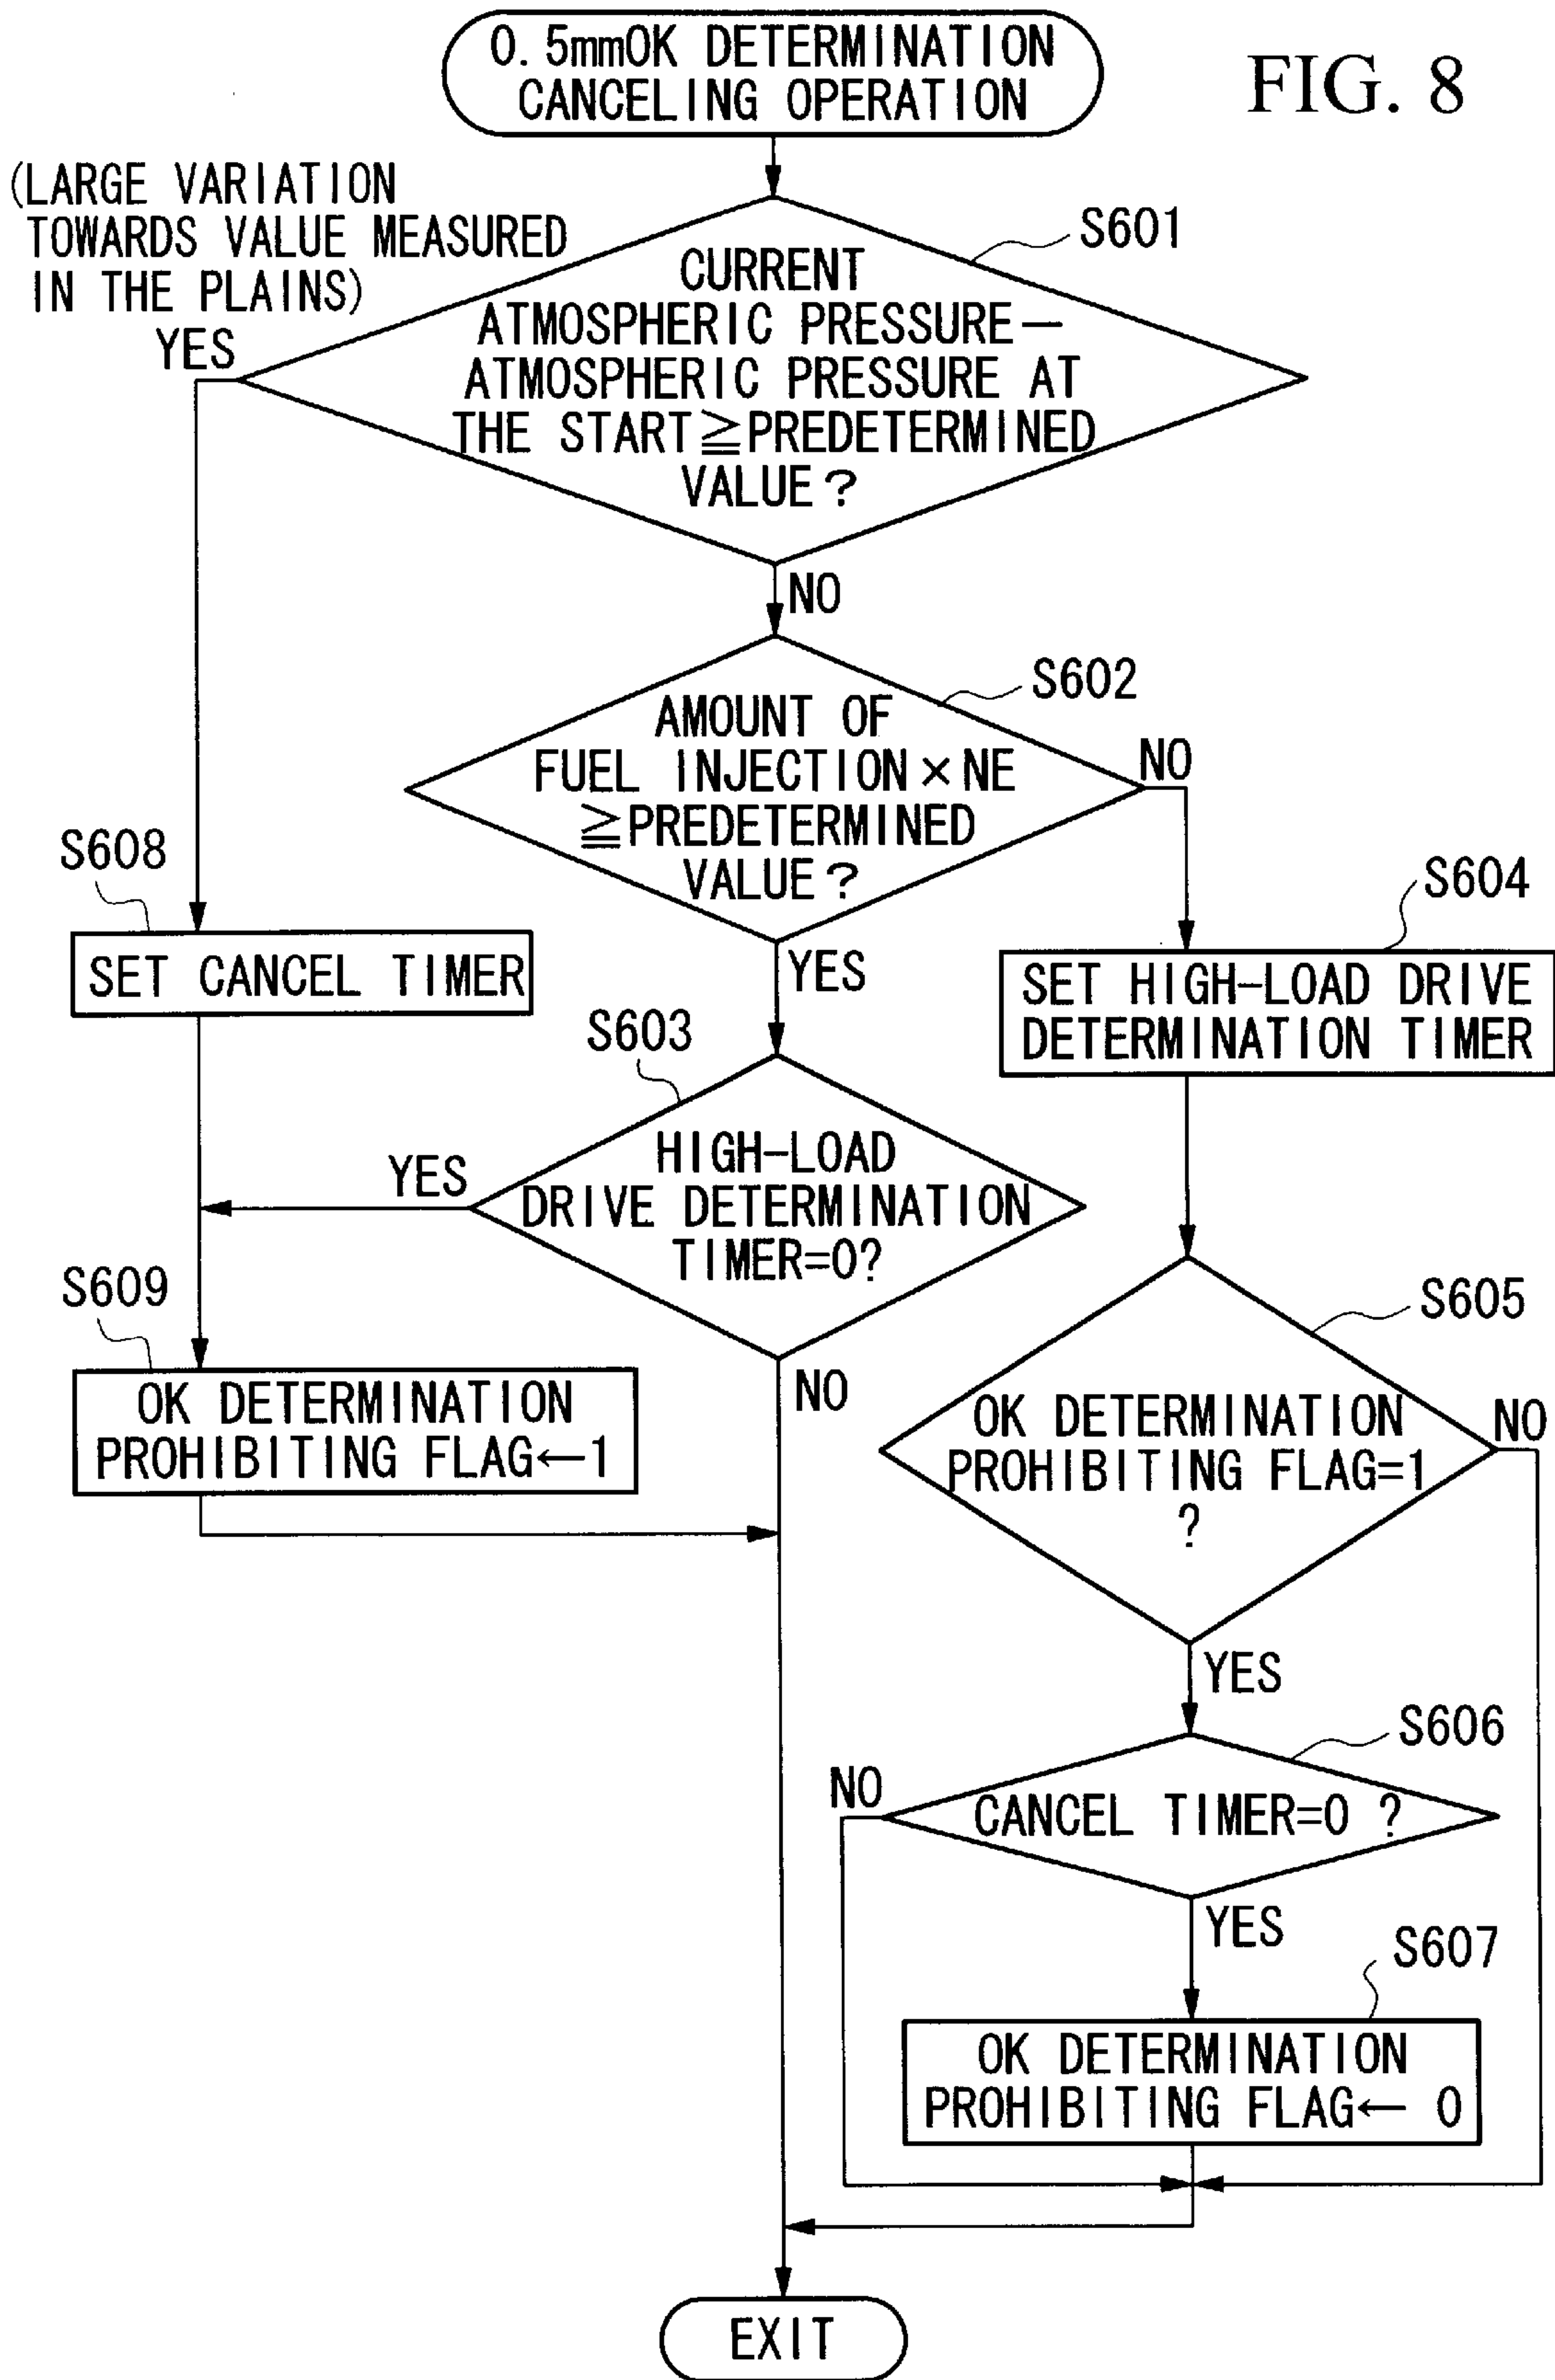 0.5mmOK DETERMINATION
CANCELING OPERATION
FIG. 8
(LARGE VARIATION
TOWARDS VALUE MEASURED
IN THE PLAINS)
YES
S601
CURRENT
ATMOSPHERIC PRESSURE—
ATMOSPHERIC PRESSURE AT
THE START≧PREDETERMINED
VALUE?
NO
S602
AMOUNT OF
FUEL INJECTION×NE
≧PREDETERMINED
VALUE?
NO
YES
S608
SET CANCEL TIMER
S604
SET HIGH-LOAD DRIVE
DETERMINATION TIMER
S603
HIGH-LOAD
DRIVE DETERMINATION
TIMER=0?
YES
NO
S609
OK DETERMINATION
PROHIBITING FLAG←1
S605
OK DETERMINATION
PROHIBITING FLAG=1
?
NO
YES
S606
CANCEL TIMER=0 ?
NO
YES
S607
OK DETERMINATION
PROHIBITING FLAG← 0
EXIT